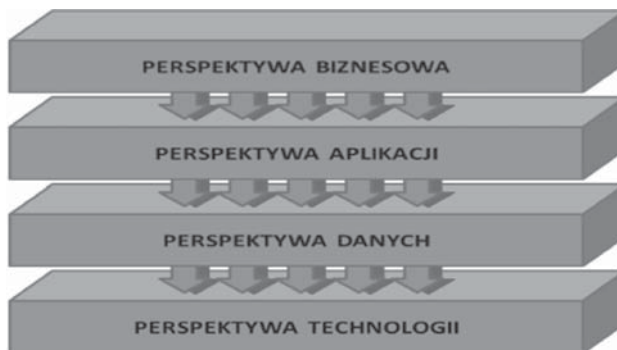 PERSPEKTYWA BIZNESOWA
PERSPEKTYWA APLIKACJI
PERSPEKTYWA DANYCH
PERSPEKTYWA TECHNOLOGII